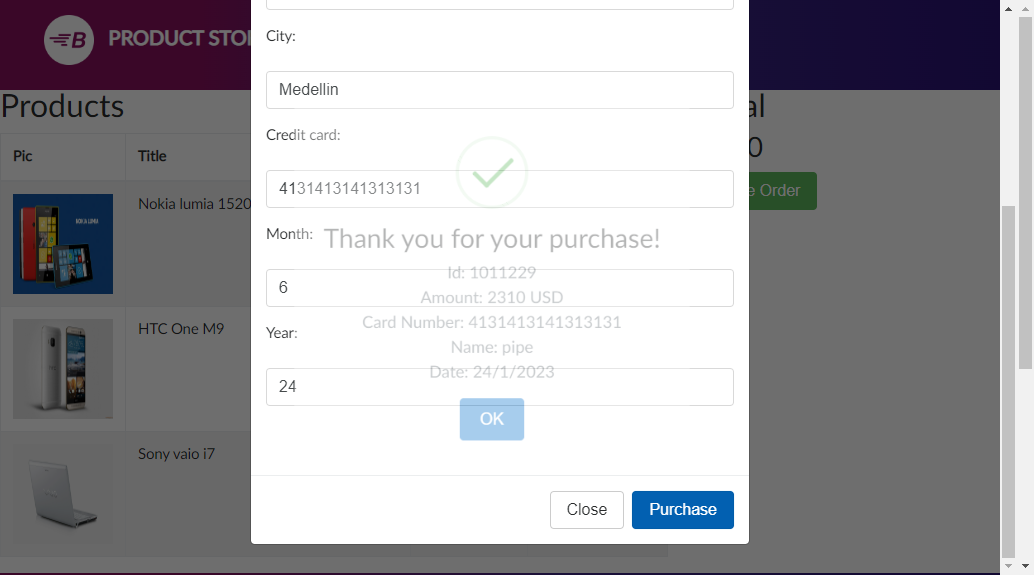 B PRODUCT STO
Products
Pic Title
NOKIA LUMIA
Nokia lumia 1520
HTC One M9
Sony vaio i7
al
0
e Order
City:
Medellin
Credit card:
4131413141313131
Month:
6
Year:
24
Thank you for your purchase!
Id: 1011229
Amount: 2310 USD
Card Number: 4131413141313131
Name: pipe
Date: 24/1/2023
OK
Close Purchase